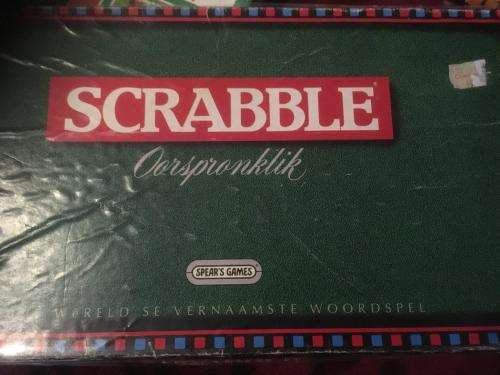 SCRABBLE
Oorspronklik
SPEAR'S GAMES
WÊRELD SE VERNAAMSTE WOORDSPEL